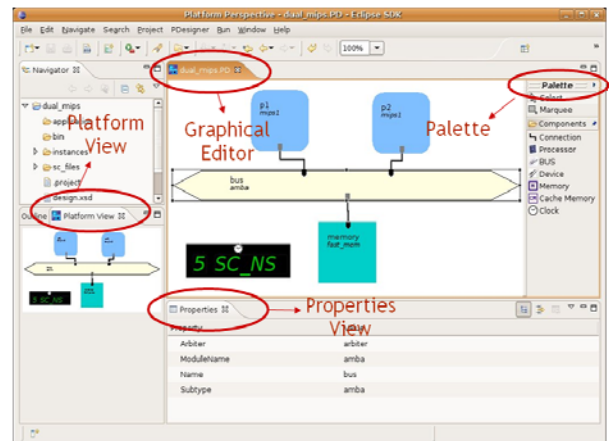 Platform Perspective - dual_mips.PD - Eclipse SDK
File Edit Navigate Search Project PDesigner Run Window Help
100%
Navigator
dual_mips
bin
instances
sc_files
.project
design.xsd
Platform
View
Outline Platform View
dual_mips.PD
Graphical
Editor
p1
mips1
p2
mips1
bus
amba
memory
fast_mem
5 SC_NS
Palette
Palette
Select
Marquee
Components
Connection
Processor
BUS
Device
Memory
Cache Memory
Clock
Properties
Properties
View
Property
Arbiter arbiter
ModuleName amba
Name bus
Subtype amba